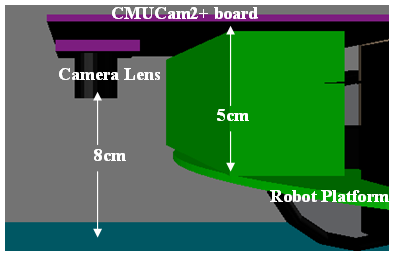 CMUCam2+ board
Camera Lens
5cm
8cm
Robot Platform